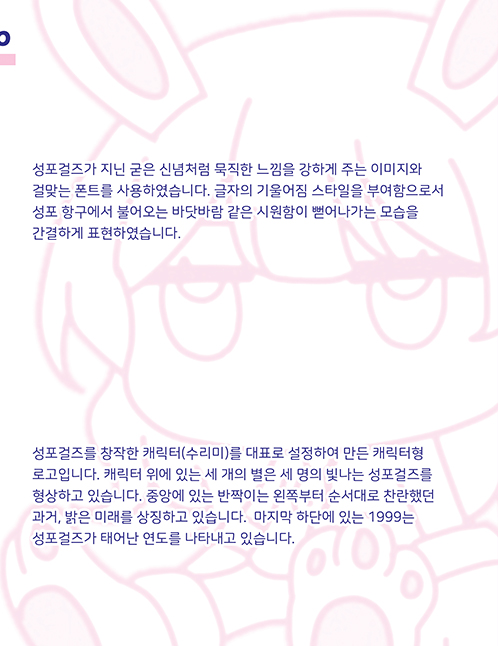 성포걸즈가 지닌 굳은 신념처럼 묵직한 느낌을 강하게 주는 이미지와
걸맞는 폰트를 사용하였습니다. 글자의 기울어짐 스타일을 부여함으로서
성포 항구에서 불어오는 바닷바람 같은 시원함이 뻗어나가는 모습을
간결하게 표현하였습니다.
성포걸즈를 창작한 캐릭터(수리미)를 대표로 설정하여 만든 캐릭터형
로고입니다. 캐릭터 위에 있는 세 개의 별은 세 명의 빛나는 성포걸즈를
형상하고 있습니다. 중앙에 있는 반짝이는 왼쪽부터 순서대로 찬란했던
과거, 밝은 미래를 상징하고 있습니다. 마지막 하단에 있는 1999는
성포걸즈가 태어난 연도를 나타내고 있습니다.